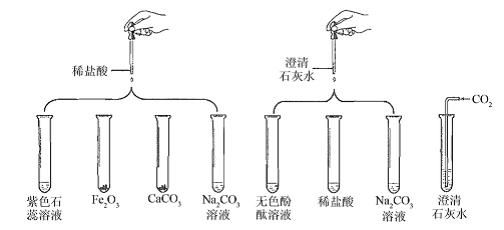 稀盐酸
澄清
石灰水
CO₂
紫色石
蕊溶液
Fe₂O₃
CaCO₃
Na₂CO₃
溶液
无色酚
酞溶液
稀盐酸
Na₂CO₃
溶液
澄清
石灰水